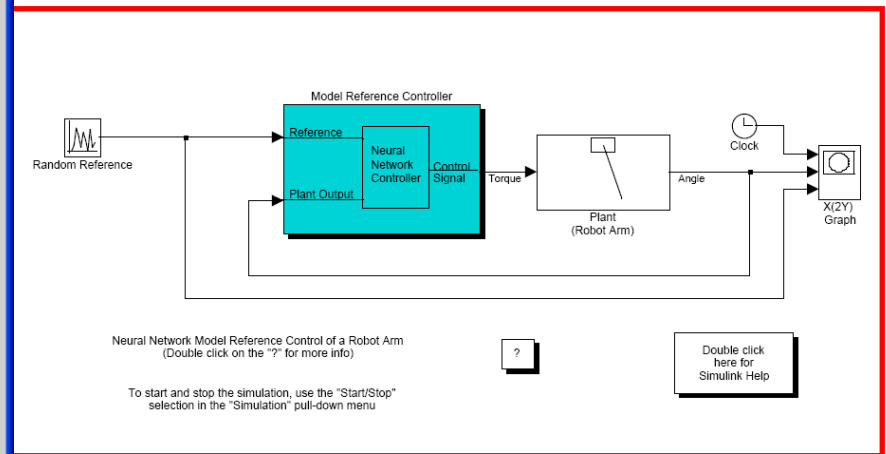 Model Reference Controller
Random Reference
Reference
Plant Output
Neural
Network
Controller
Control
Signal
Torque
Plant
(Robot Arm)
Angle
Clock
X(2Y)
Graph
Neural Network Model Reference Control of a Robot Arm
(Double click on the "?" for more info)
?
Double click
here for
Simulink Help
To start and stop the simulation, use the "Start/Stop"
selection in the "Simulation" pull-down menu